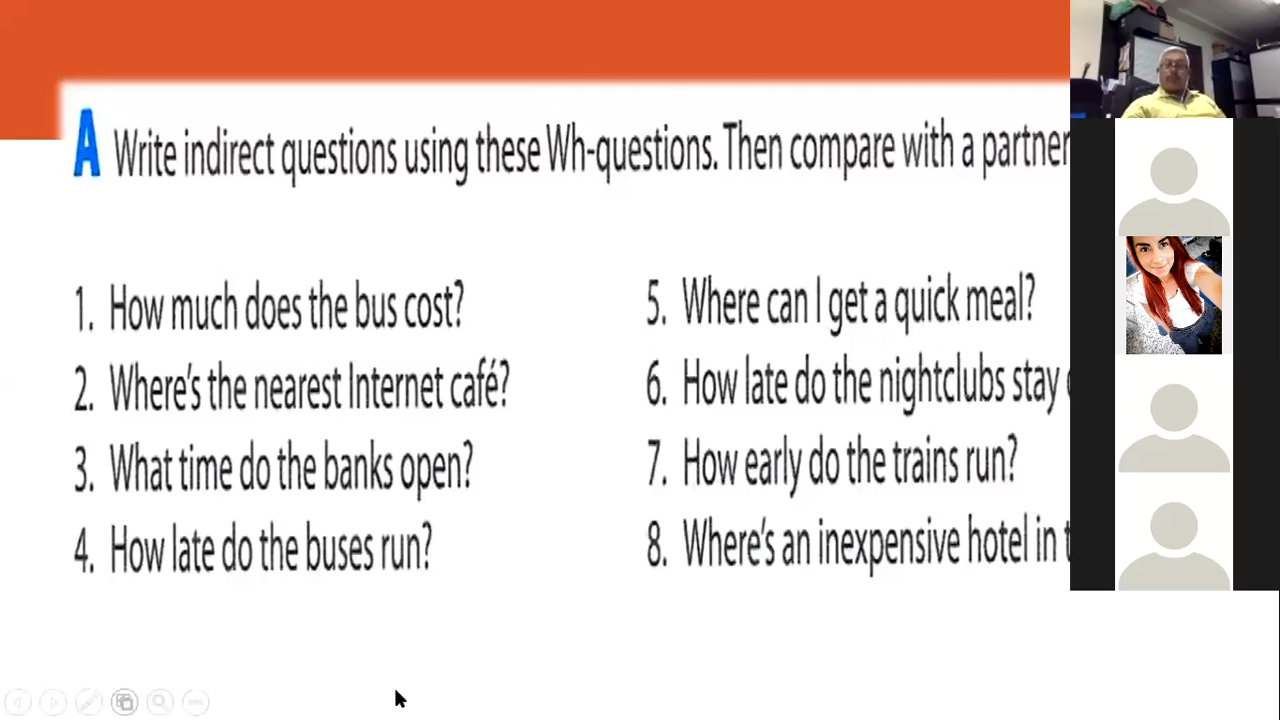 A Write indirect questions using these Wh-questions. Then compare with a partner
1. How much does the bus cost?
2. Where's the nearest Internet café?
3. What time do the banks open?
4. How late do the buses run?
5. Where can I get a quick meal?
6. How late do the nightclubs stay
7. How early do the trains run?
8. Where's an inexpensive hotel in